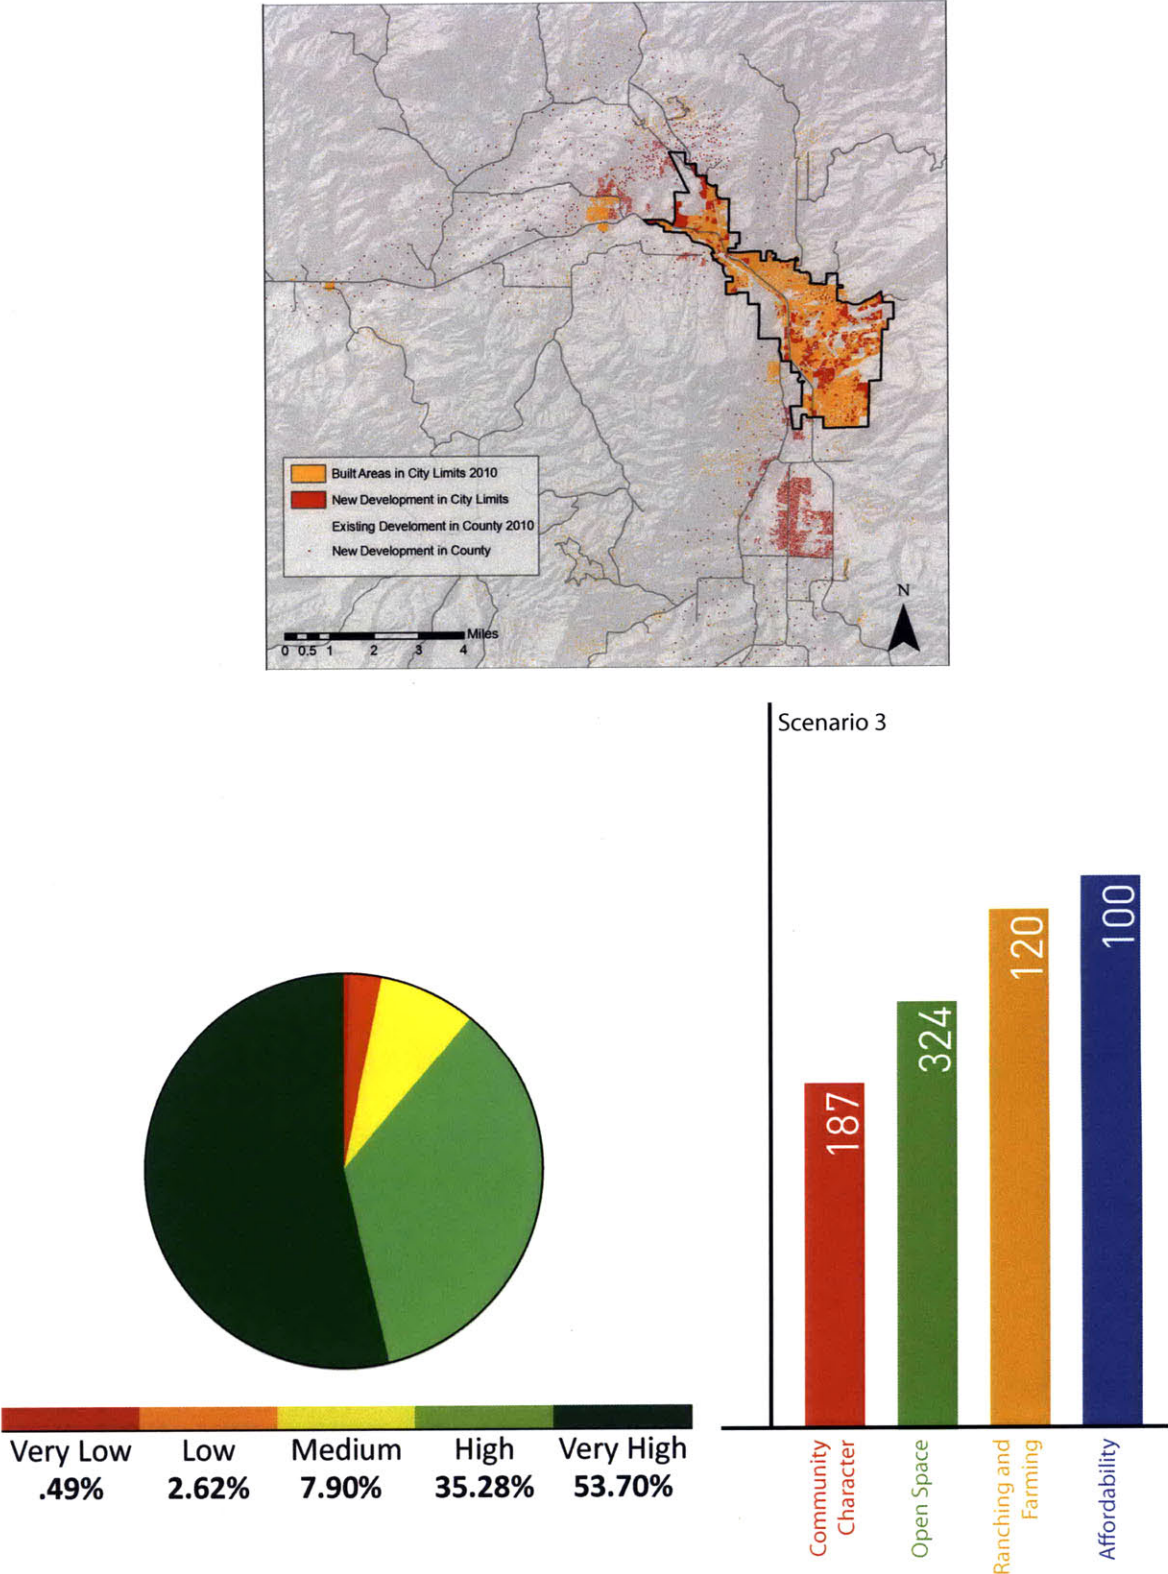 Built Areas in City Limits 2010
New Development in City Limits
Existing Develoment in County 2010
New Development in County
N
Miles
0 0.5 1 2 3 4
Scenario 3
187
324
120
100
Very Low Low Medium High Very High
.49% 2.62% 7.90% 35.28% 53.70%
Community
Character
Open Space
Ranching and
Farming
Affordability